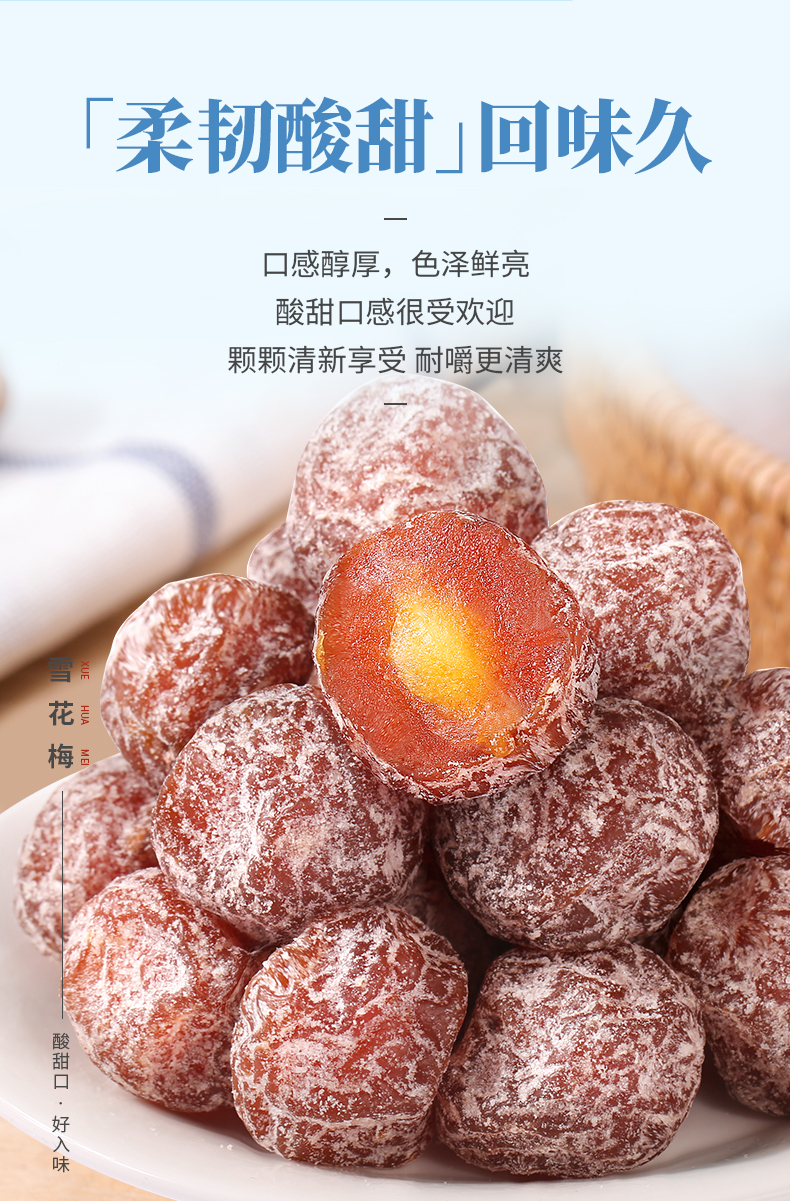 「柔韧酸甜」回味久
口感醇厚，色泽鲜亮
酸甜口感很受欢迎
颗颗清新享受 耐嚼更清爽
雪花梅
XUE HUA MEI
酸甜口·好入味